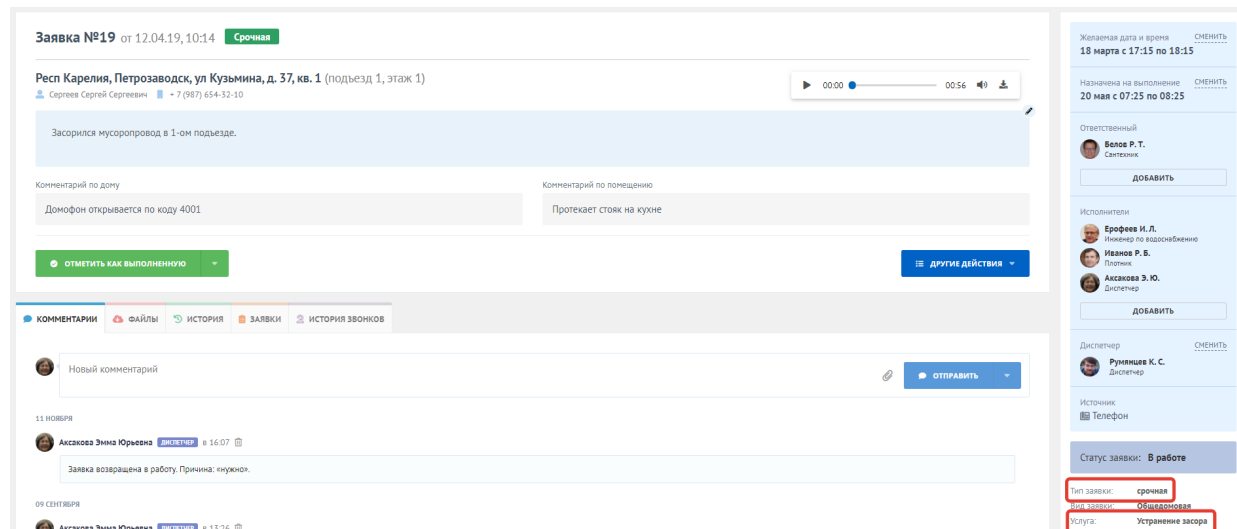 Заявка №19 от 12.04.19, 10:14 Срочная
Респ Карелия, Петрозаводск, ул Кузьмина, д. 37, кв. 1 (подъезд 1, этаж 1)
Сергеев Сергей Сергеевич + 7 (987) 654-32-10
00:00 00:56
Засорился мусоропровод в 1-ом подъезде.
Комментарий по дому
Домофон открывается по коду 4001
Комментарий по помещению
Протекает стояк на кухне
ОТМЕТИТЬ КАК ВЫПОЛНЕННУЮ
ДРУГИЕ ДЕЙСТВИЯ
КОММЕНТАРИИ ФАЙЛЫ ИСТОРИЯ ЗАЯВКИ ИСТОРИЯ ЗВОНКОВ
Новый комментарий
ОТПРАВИТЬ
11 НОЯБРЯ
Аксакова Эмма Юрьевна ДИСПЕТЧЕР в 16:07
Заявка возвращена в работу. Причина: «нужно».
09 СЕНТЯБРЯ
Аксакова Эмма Юрьевна ДИСПЕТЧЕР в 13:26
Желаемая дата и время СМЕНИТЬ
18 марта с 17:15 по 18:15
Назначена на выполнение СМЕНИТЬ
20 мая с 07:25 по 08:25
Ответственный
Белов Р. Т.
Сантехник
ДОБАВИТЬ
Исполнители
Ерофеев И. Л.
Инженер по водоснабжению
Иванов Р. Б.
Плотник
Аксакова Э. Ю.
Диспетчер
ДОБАВИТЬ
Диспетчер СМЕНИТЬ
Румянцев К. С.
Диспетчер
Источник
Телефон
Статус заявки: В работе
Тип заявки: срочная
Вид заявки: Общедомовая
Услуга: Устранение засора